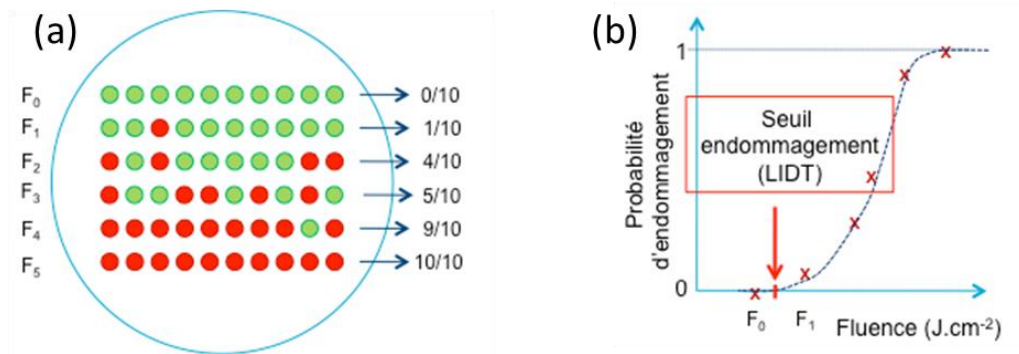 (a)
F₀ 0/10
F₁ 1/10
F₂ 4/10
F₃ 5/10
F₄ 9/10
F₅ 10/10
(b)
1
Probabilité
d'endommagement
Seuil
endommagement
(LIDT)
0
F₀ F₁ Fluence (J.cm⁻²)